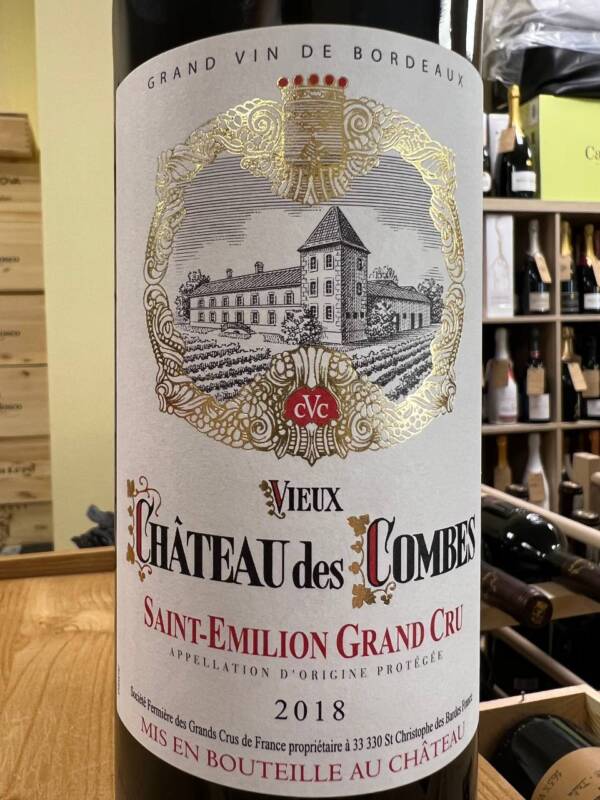 GRAND VIN DE BORDEAUX
CVC
VIEUX
CHÂTEAU des COMBES
SAINT-EMILION GRAND CRU
APPELLATION D'ORIGINE PROTÉGÉE
2018
Société Fermière des Grands Crus de France propriétaire à 33 330 St Christophe des Bardes France
MIS EN BOUTEILLE AU CHÂTEAU
Ca